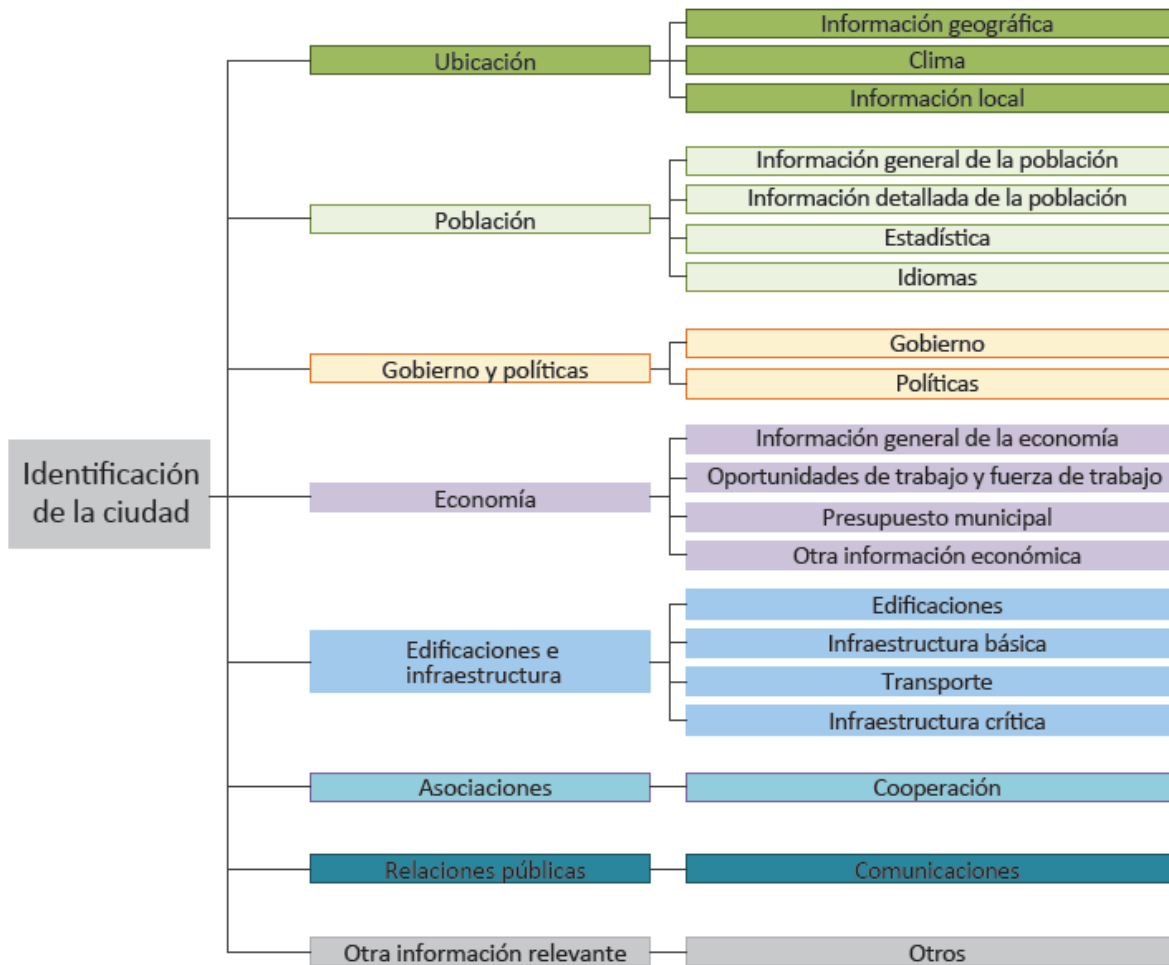 Identificación
de la ciudad
Ubicación
Información geográfica
Clima
Información local
Población
Información general de la población
Información detallada de la población
Estadística
Idiomas
Gobierno y políticas
Gobierno
Políticas
Economía
Información general de la economía
Oportunidades de trabajo y fuerza de trabajo
Presupuesto municipal
Otra información económica
Edificaciones e
infraestructura
Edificaciones
Infraestructura básica
Transporte
Infraestructura crítica
Asociaciones
Cooperación
Relaciones públicas
Comunicaciones
Otra información relevante
Otros